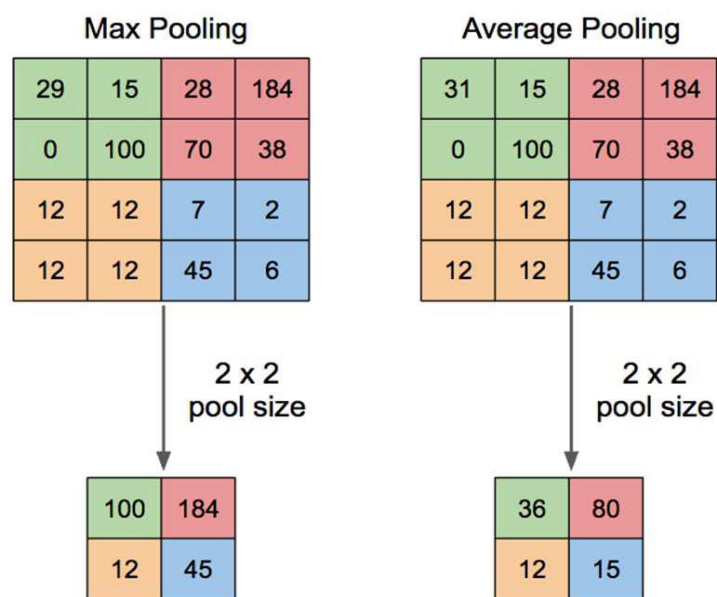 Max Pooling
29 15 28 184
0 100 70 38
12 12 7 2
12 12 45 6
2 x 2
pool size
100 184
12 45
Average Pooling
31 15 28 184
0 100 70 38
12 12 7 2
12 12 45 6
2 x 2
pool size
36 80
12 15